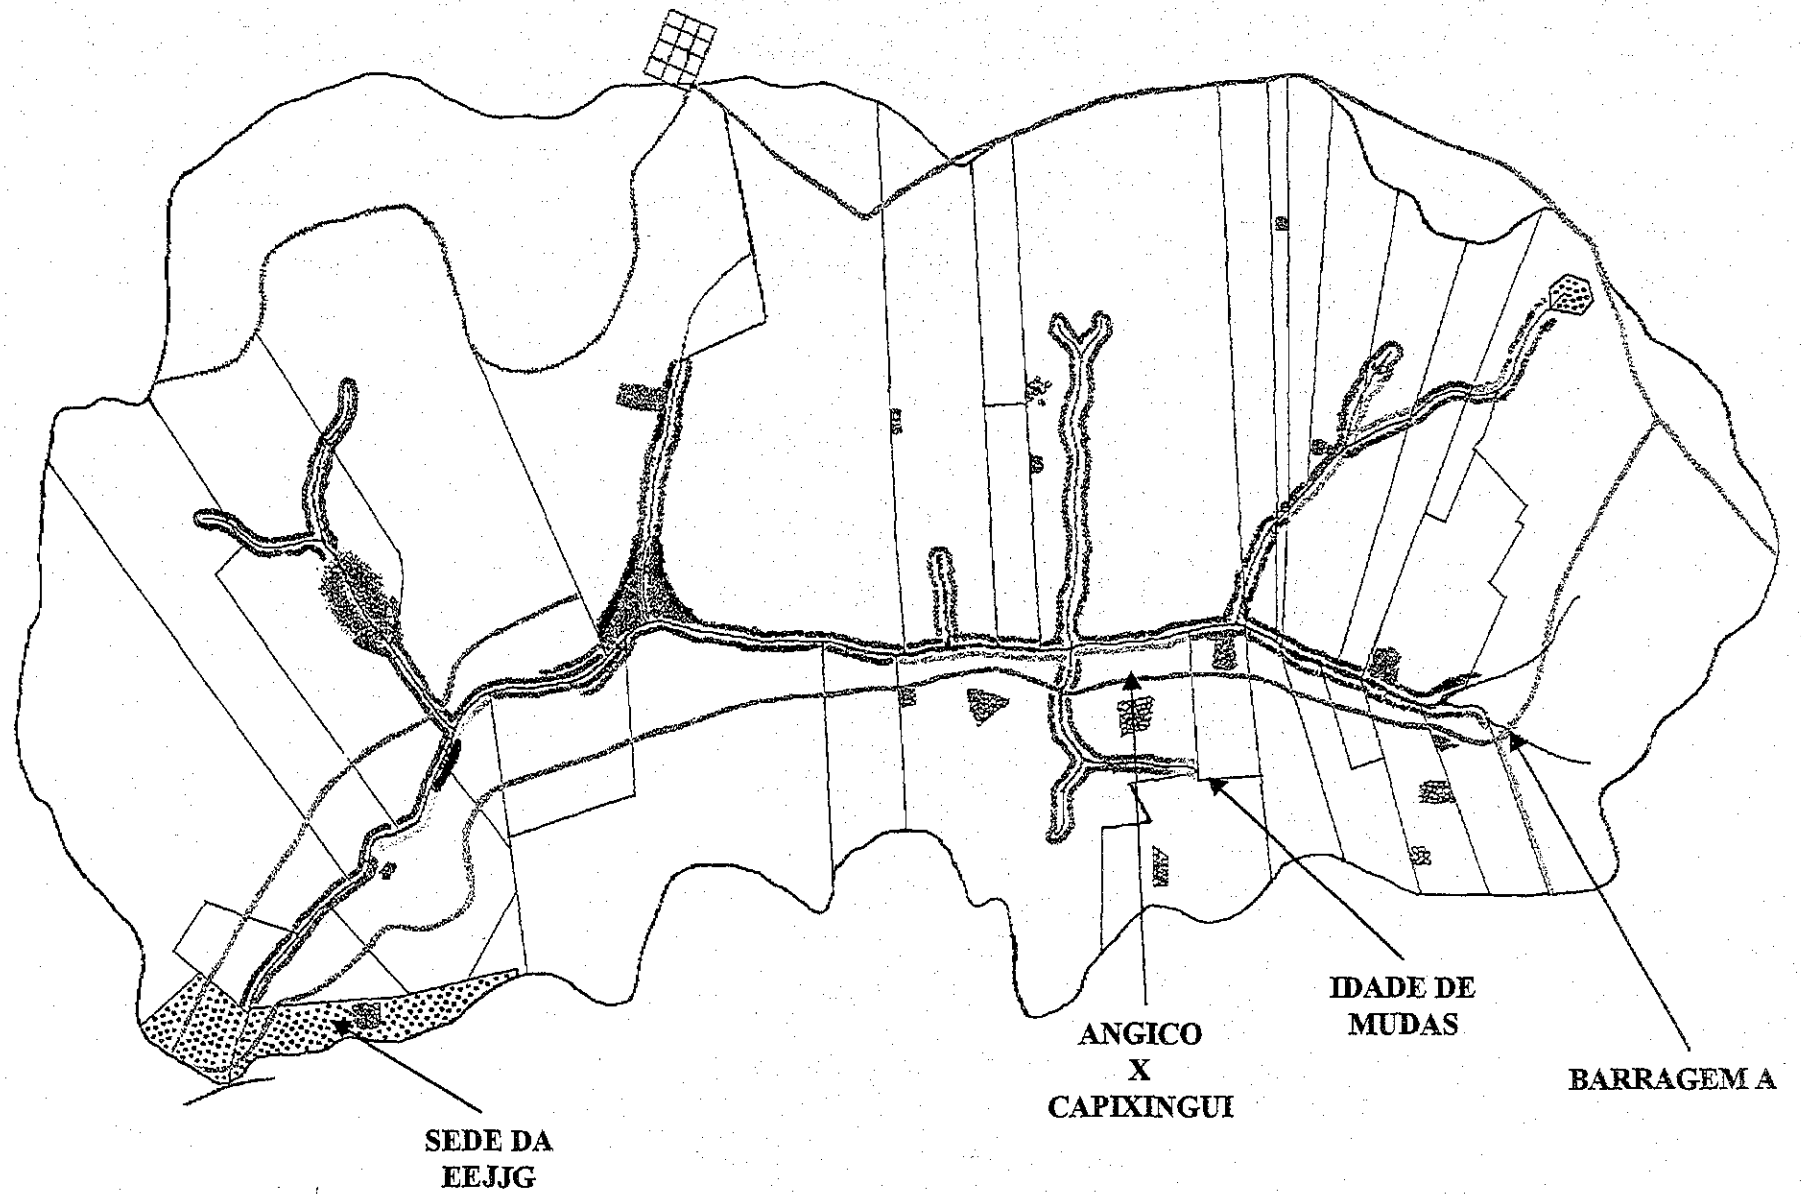 IDADE DE
MUDAS
ANGICO
X
CAPIXINGUI
BARRAGEM A
SEDE DA
EEJJG